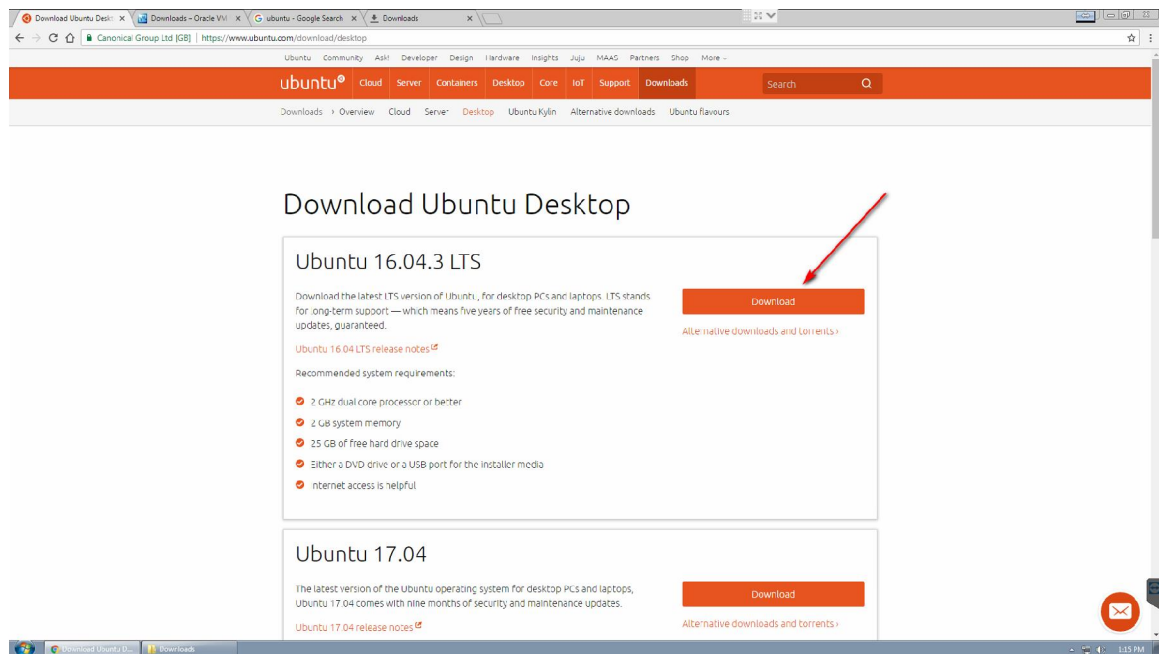 Download Ubuntu Deskt
Downloads – Oracle VM
ubuntu - Google Search
Downloads
Canonical Group Ltd [GB] | https://www.ubuntu.com/download/desktop
Ubuntu Community Ask! Developer Design Hardware Insights Juju MAAS Partners Shop More
ubuntu® Cloud Server Containers Desktop Core IoT Support Downloads Search
Downloads › Overview Cloud Server Desktop Ubuntu Kylin Alternative downloads Ubuntu flavours
Download Ubuntu Desktop
Ubuntu 16.04.3 LTS
Download the latest LTS version of Ubuntu, for desktop PCs and laptops. LTS stands
for long-term support — which means five years of free security and maintenance
updates, guaranteed.
Download
Alternative downloads and torrents ›
Ubuntu 16.04 LTS release notes
Recommended system requirements:
2 GHz dual core processor or better
2 GB system memory
25 GB of free hard drive space
Either a DVD drive or a USB port for the installer media
Internet access is helpful
Ubuntu 17.04
The latest version of the Ubuntu operating system for desktop PCs and laptops,
Ubuntu 17.04 comes with nine months of security and maintenance updates.
Download
Ubuntu 17.04 release notes
Alternative downloads and torrents ›
Download Ubuntu D...
Downloads
1:15 PM